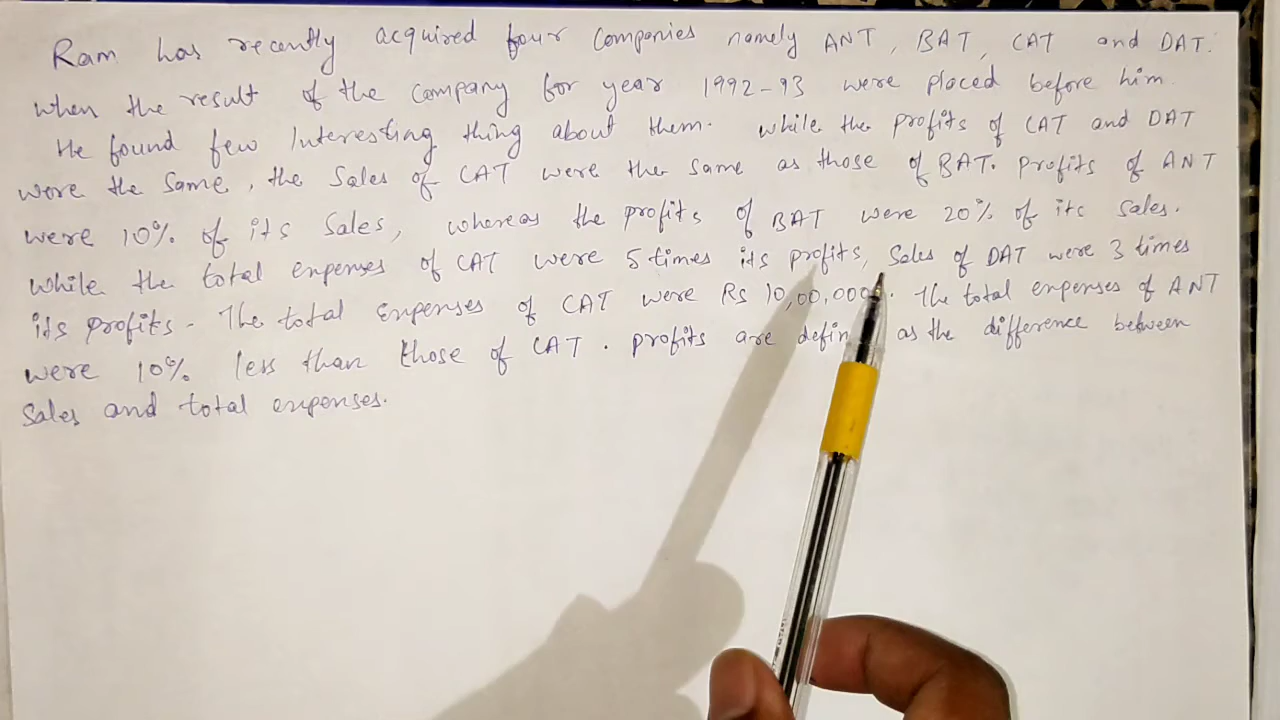 Ram has recently acquired four Companies namely ANT, BAT, CAT and DAT.
when the result of the Company for year 1992-93 were placed before him
He found few Interesting thing about them. while the profits of CAT and DAT
were the same, the Sales of CAT were the same as those of BAT. Profits of ANT
were 10% of its Sales, whereas the profits of BAT were 20% of its Sales.
while the total expenses of CAT were 5 times its profits, Sales of DAT were 3 times
its profits. The total expenses of CAT were Rs 10,00,000. The total expenses of ANT
were 10% less than those of CAT. profits are as the difference between
Sales and total expenses.